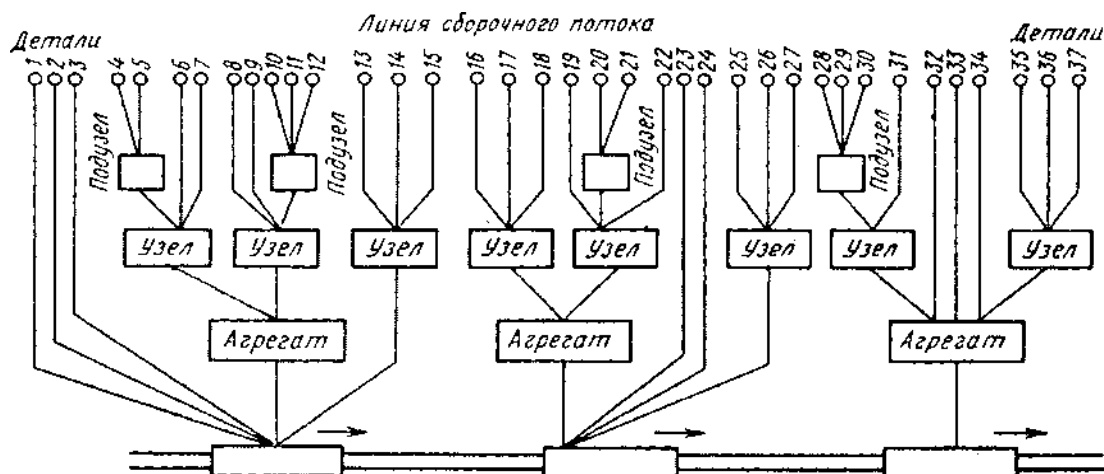 Линия сборочного потока
Детали
Детали
1 2 3 4 5 6 7 8 9 10 11 12 13 14 15 16 17 18 19 20 21 22 23 24 25 26 27 28 29 30 31 32 33 34 35 36 37
Подузел
Подузел
Подузел
Подузел
Узел Узел Узел Узел Узел Узел Узел Узел
Агрегат Агрегат Агрегат